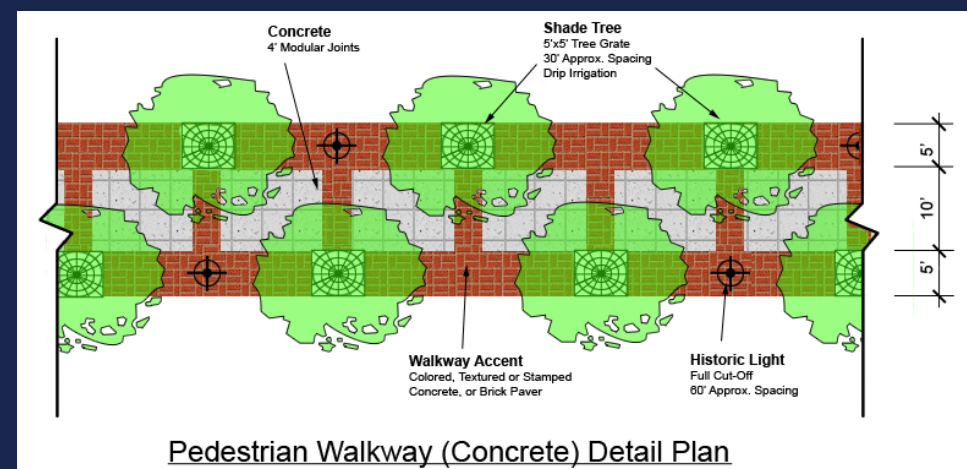 Concrete
4' Modular Joints
Shade Tree
5'x5' Tree Grate
30' Approx. Spacing
Drip Irrigation
5'
10'
5'
Walkway Accent
Colored, Textured or Stamped
Concrete, or Brick Paver
Historic Light
Full Cut-Off
60' Approx. Spacing
Pedestrian Walkway (Concrete) Detail Plan